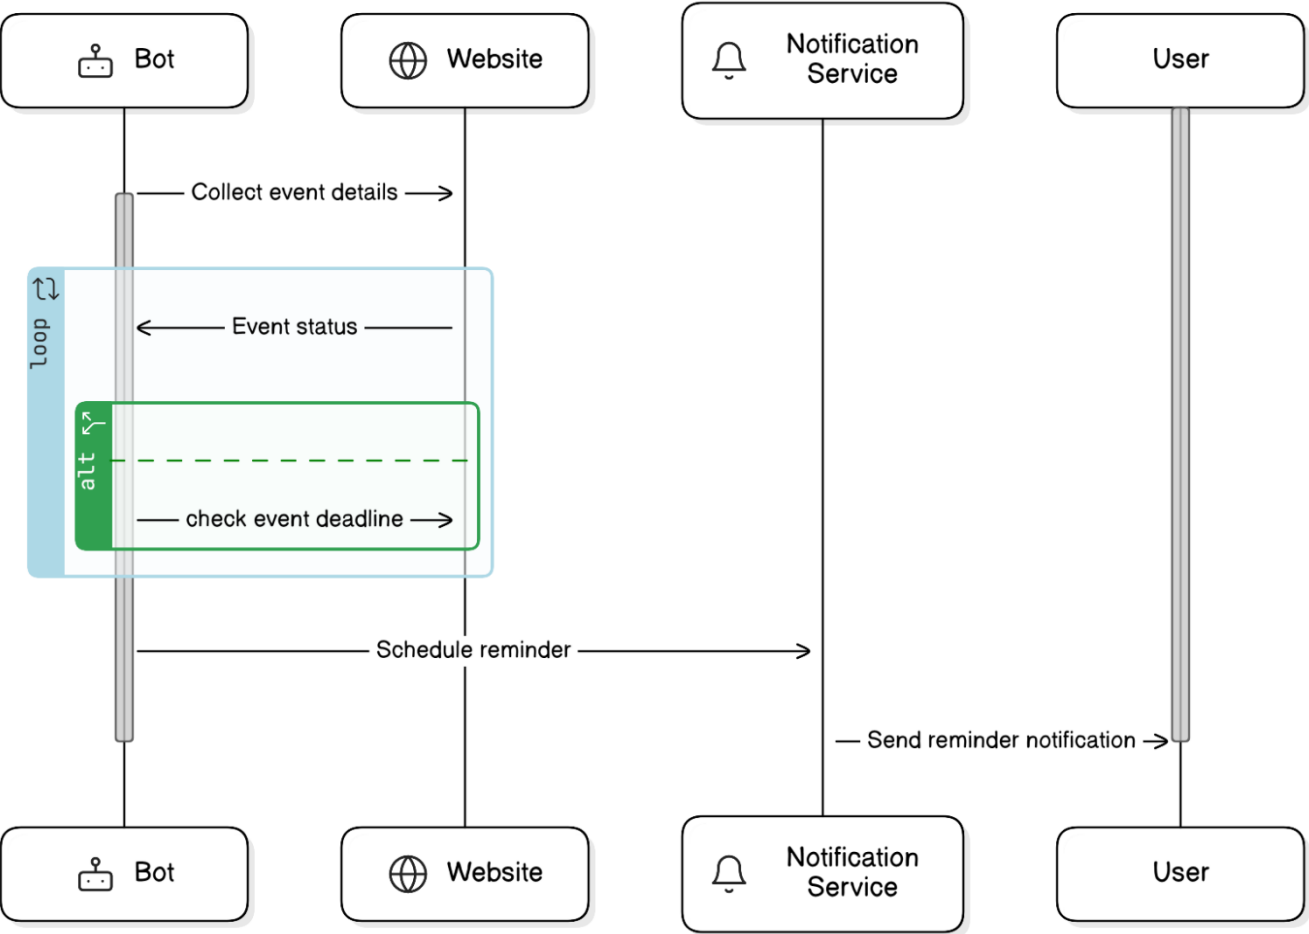 Bot
Website
Notification
Service
User
Collect event details
loop
Event status
alt
check event deadline
Schedule reminder
Send reminder notification
Bot
Website
Notification
Service
User